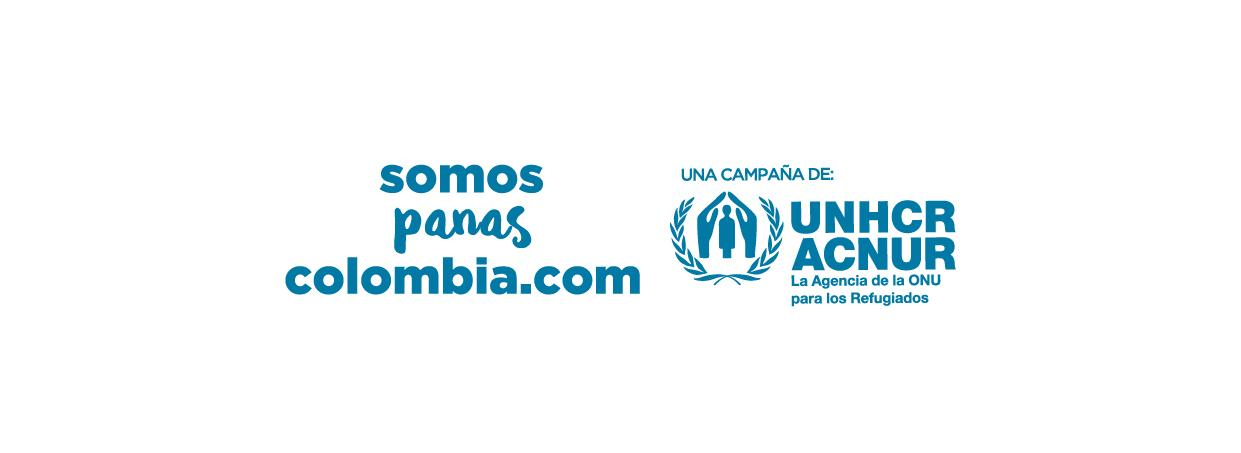 somos
panas
colombia.com
UNA CAMPAÑA DE:
UNHCR
ACNUR
La Agencia de la ONU
para los Refugiados